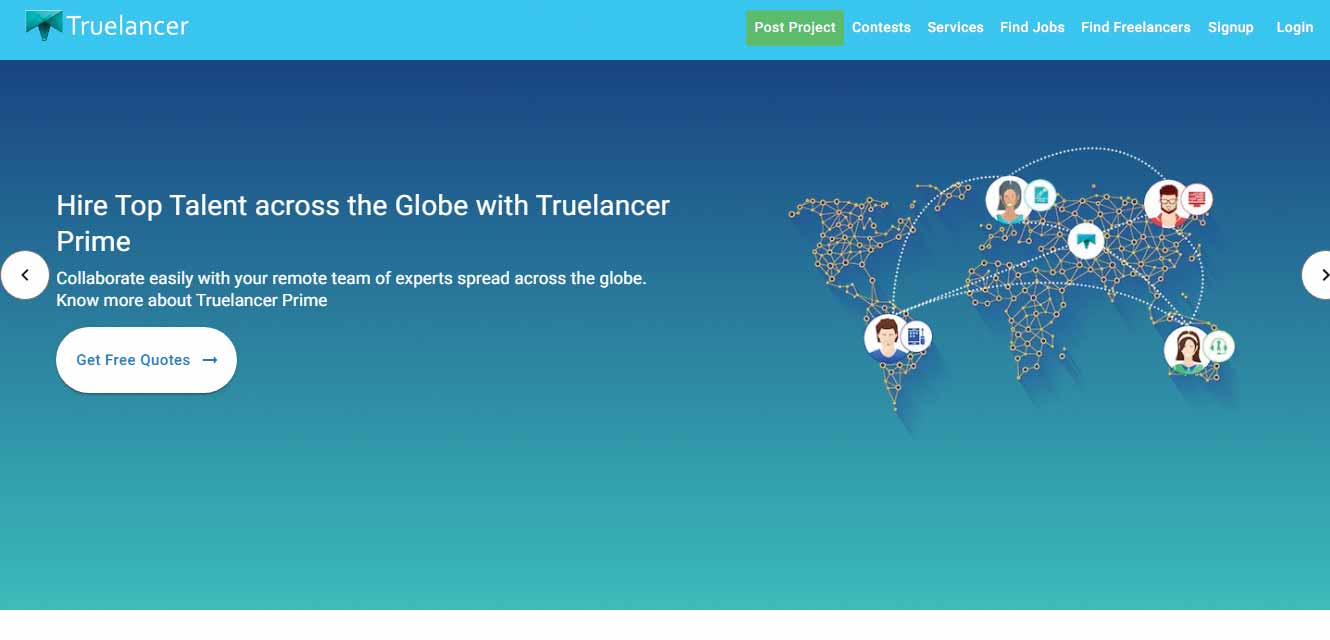 Truelancer
Post Project Contests Services Find Jobs Find Freelancers Signup Login
Hire Top Talent across the Globe with Truelancer
Prime
Collaborate easily with your remote team of experts spread across the globe.
Know more about Truelancer Prime
Get Free Quotes →